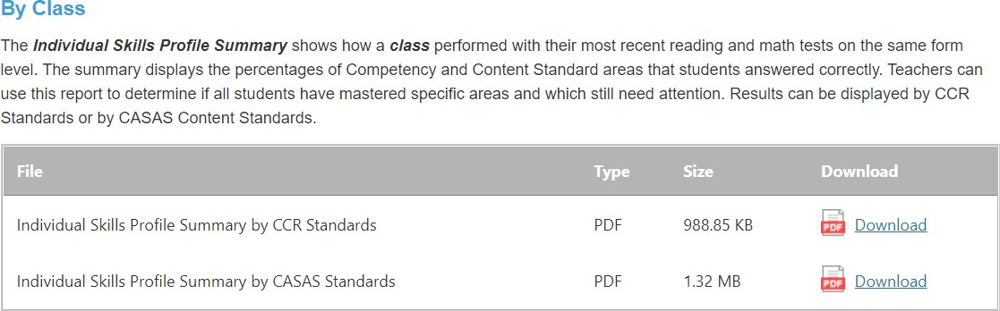 By Class
The Individual Skills Profile Summary shows how a class performed with their most recent reading and math tests on the same form
level. The summary displays the percentages of Competency and Content Standard areas that students answered correctly. Teachers can
use this report to determine if all students have mastered specific areas and which still need attention. Results can be displayed by CCR
Standards or by CASAS Content Standards.
File Type Size Download
Individual Skills Profile Summary by CCR Standards PDF 988.85 KB PDF Download
Individual Skills Profile Summary by CASAS Standards PDF 1.32 MB PDF Download